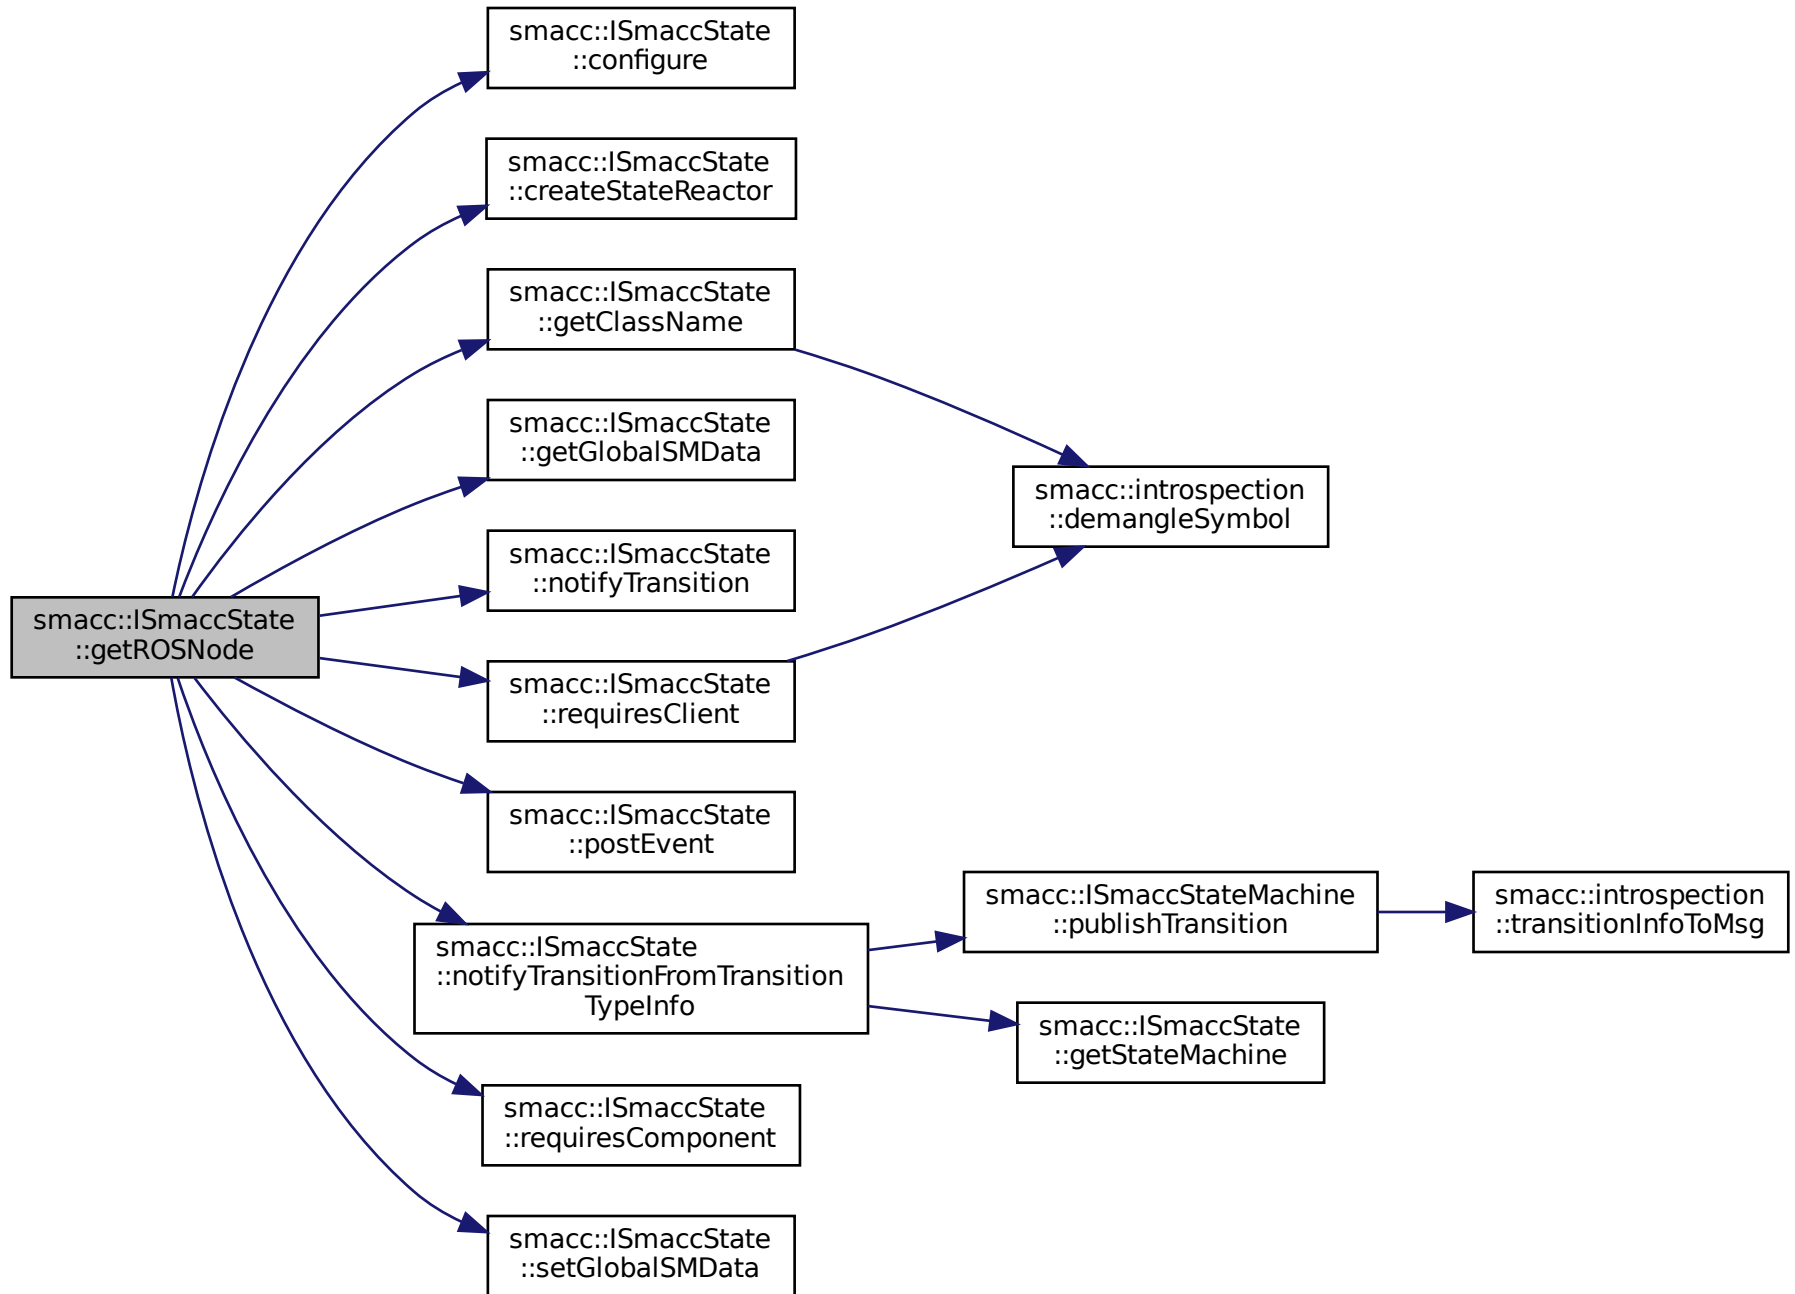 smacc::ISmaccState
::getROSNode
smacc::ISmaccState
::configure
smacc::ISmaccState
::createStateReactor
smacc::ISmaccState
::getClassName
smacc::ISmaccState
::getGlobalSMData
smacc::ISmaccState
::notifyTransition
smacc::ISmaccState
::requiresClient
smacc::ISmaccState
::postEvent
smacc::ISmaccState
::notifyTransitionFromTransition
TypeInfo
smacc::ISmaccState
::requiresComponent
smacc::ISmaccState
::setGlobalSMData
smacc::introspection
::demangleSymbol
smacc::ISmaccStateMachine
::publishTransition
smacc::ISmaccState
::getStateMachine
smacc::introspection
::transitionInfoToMsg